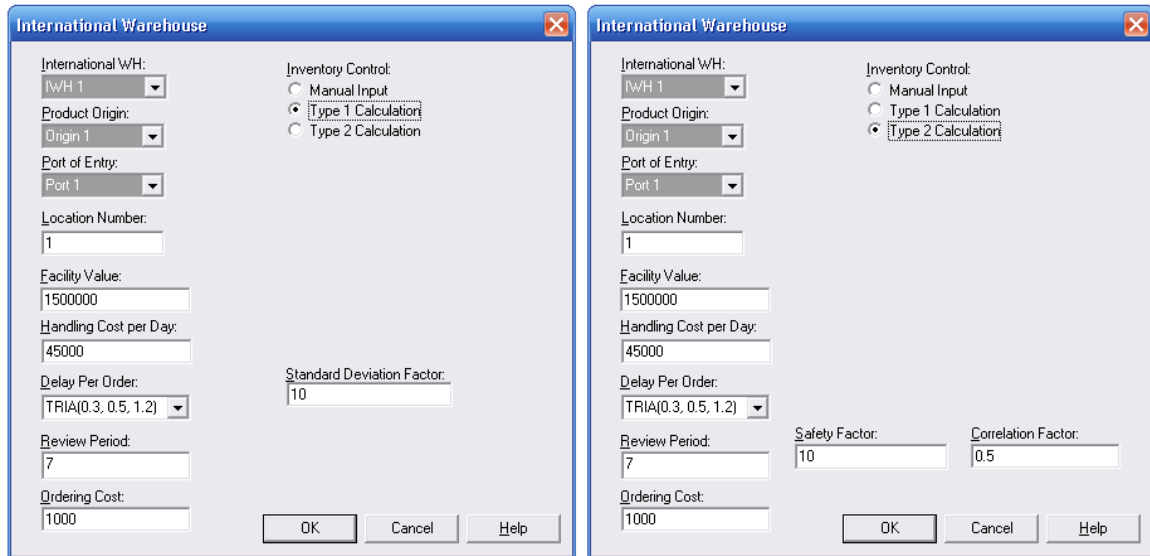 International Warehouse
International WH:
IWH 1
Product Origin:
Origin 1
Port of Entry:
Port 1
Location Number:
1
Facility Value:
1500000
Handling Cost per Day:
45000
Delay Per Order:
TRIA(0.3, 0.5, 1.2)
Review Period:
7
Ordering Cost:
1000
Inventory Control:
Manual Input
Type 1 Calculation
Type 2 Calculation
Standard Deviation Factor:
10
OK Cancel Help
International Warehouse
International WH:
IWH 1
Product Origin:
Origin 1
Port of Entry:
Port 1
Location Number:
1
Facility Value:
1500000
Handling Cost per Day:
45000
Delay Per Order:
TRIA(0.3, 0.5, 1.2)
Review Period:
7
Ordering Cost:
1000
Inventory Control:
Manual Input
Type 1 Calculation
Type 2 Calculation
Safety Factor: Correlation Factor:
10 0.5
OK Cancel Help